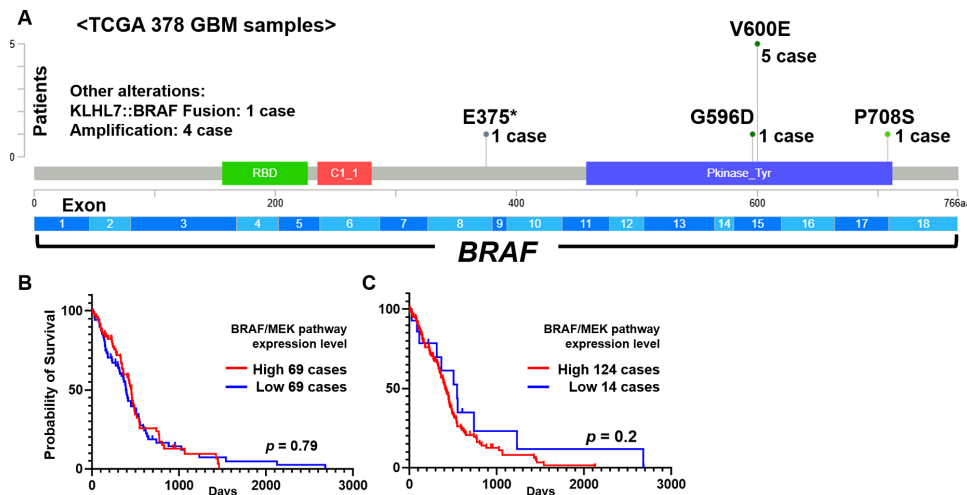 A
<TCGA 378 GBM samples>
V600E
5 case
Patients
5
0
Other alterations:
KLHL7::BRAF Fusion: 1 case
Amplification: 4 case
E375*
1 case
G596D
1 case
P708S
1 case
RBD
C1_1
Pkinase_Tyr
0
200
400
600
766aa
Exon
1 2 3 4 5 6 7 8 9 10 11 12 13 14 15 16 17 18
BRAF
B
Probability of Survival
100
50
0
BRAF/MEK pathway
expression level
High 69 cases
Low 69 cases
p = 0.79
0 1000 2000 3000
Days
C
100
50
0
BRAF/MEK pathway
expression level
High 124 cases
Low 14 cases
p = 0.2
0 1000 2000 3000
Days